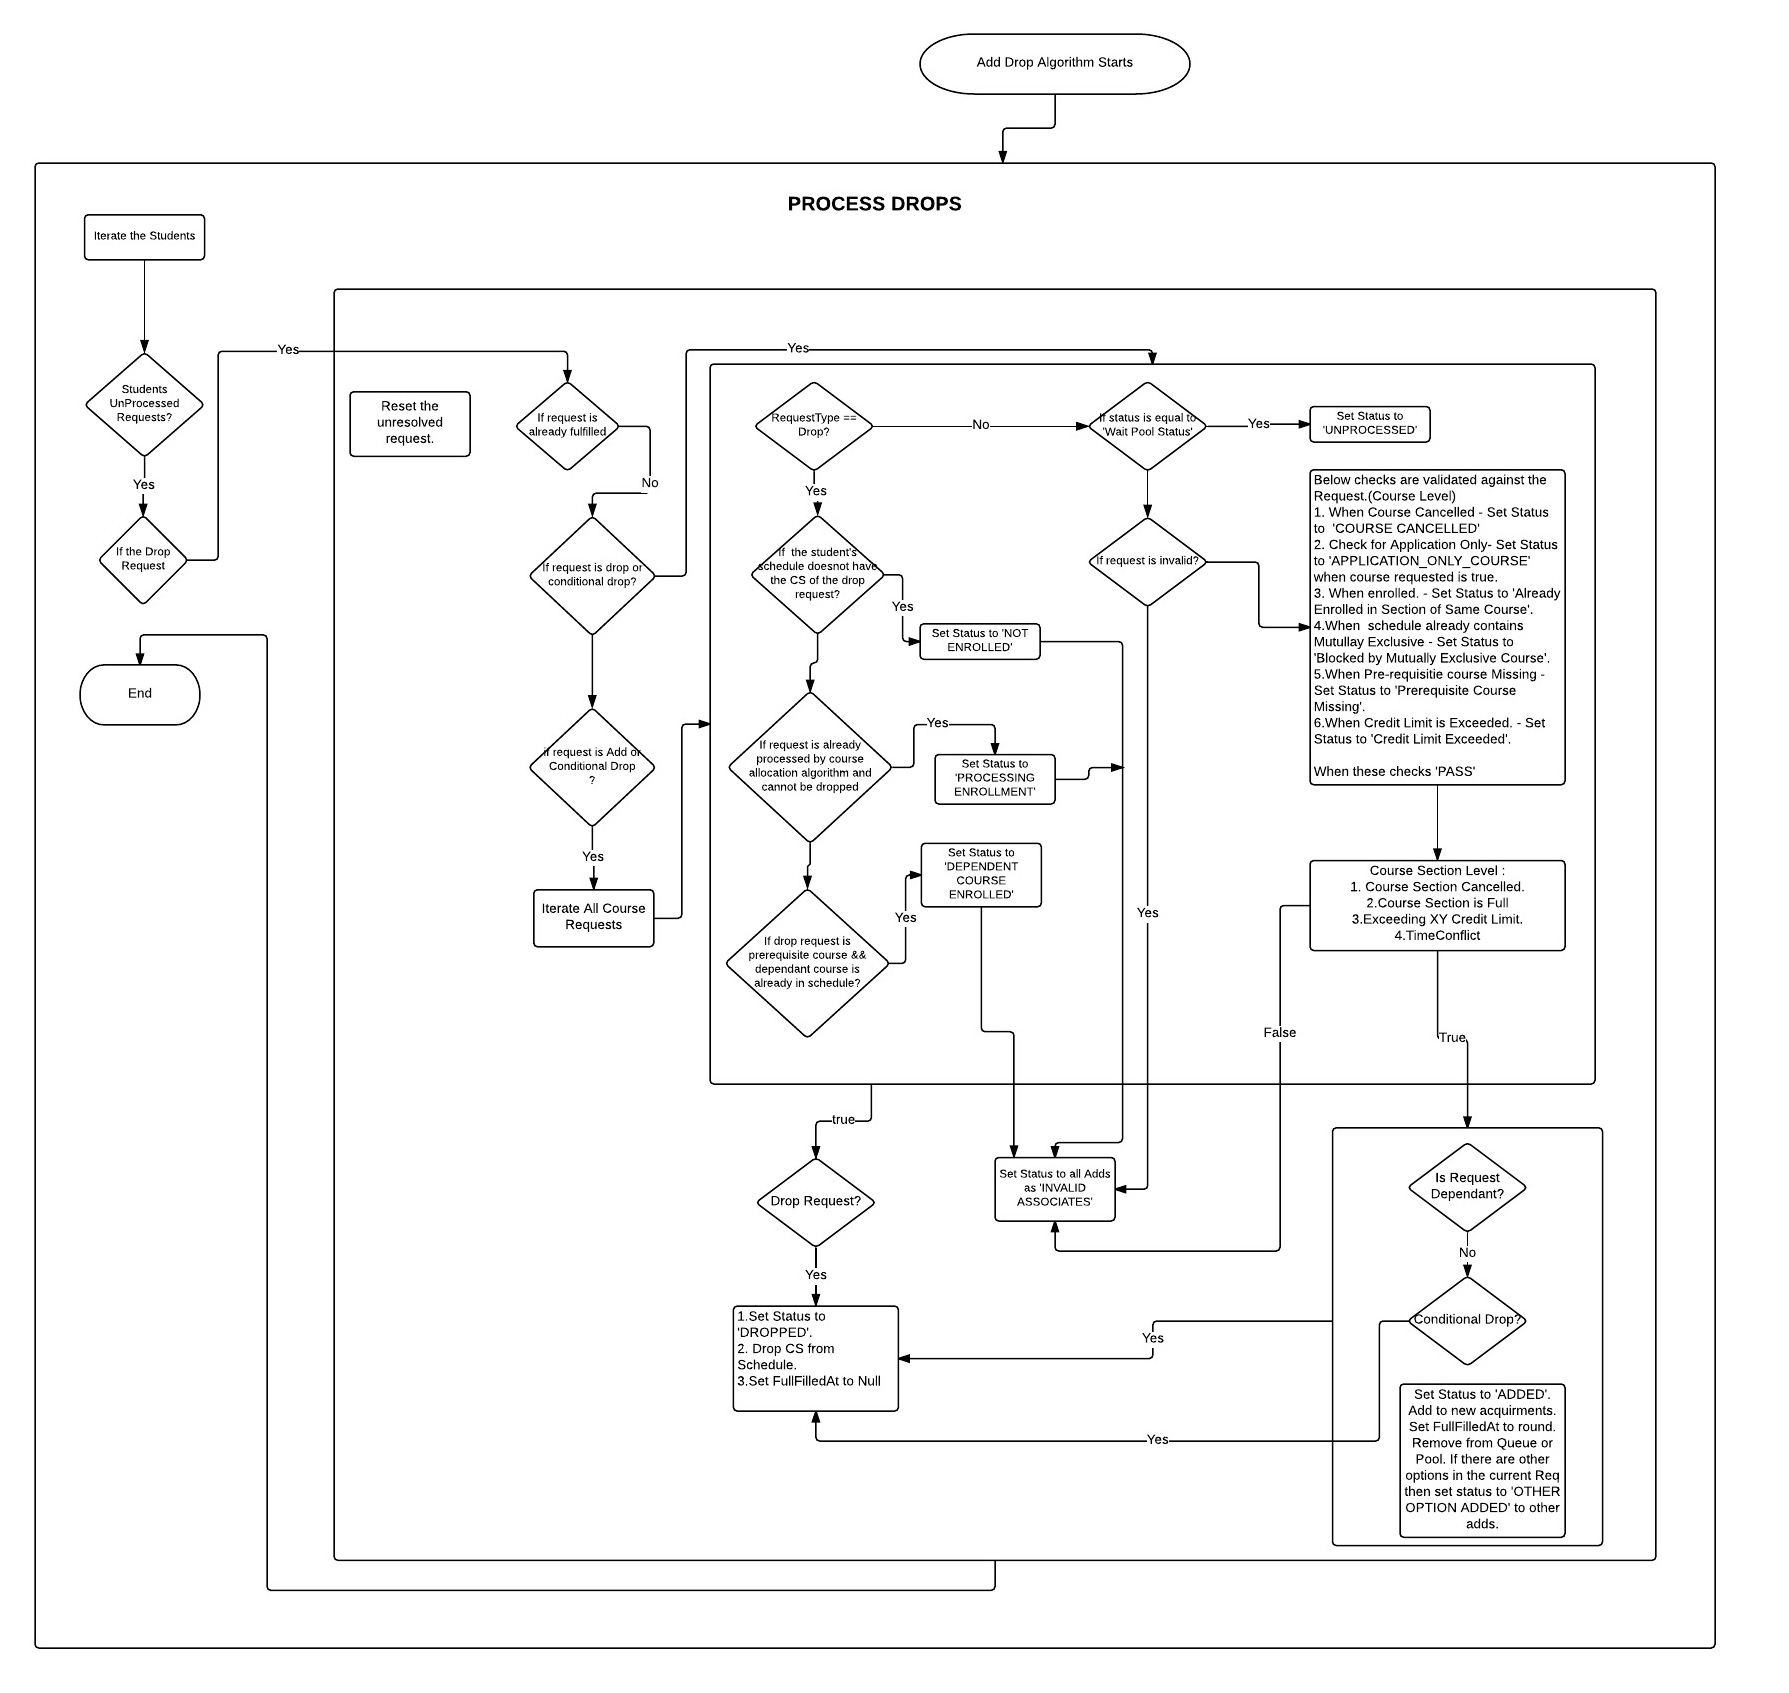 Add Drop Algorithm Starts
PROCESS DROPS
Iterate the Students
Students
UnProcessed
Requests?
Yes
If the Drop
Request
Yes
End
Reset the
unresolved
request.
If request is
already fulfilled
No
If request is drop or
conditional drop?
Yes
if request is Add or
Conditional Drop
?
Yes
Iterate All Course
Requests
RequestType ==
Drop?
No
Yes
If the student's
schedule doesnot have
the CS of the drop
request?
Yes
Set Status to 'NOT
ENROLLED'
If request is already
processed by course
allocation algorithm and
cannot be dropped
Yes
Set Status to
'PROCESSING
ENROLLMENT'
If drop request is
prerequisite course &&
dependant course is
already in schedule?
Yes
Set Status to
'DEPENDENT
COURSE
ENROLLED'
If status is equal to
'Wait Pool Status'
Yes
Set Status to
'UNPROCESSED'
If request is invalid?
Yes
Below checks are validated against the
Request.(Course Level)
1. When Course Cancelled - Set Status
to 'COURSE CANCELLED'
2. Check for Application Only- Set Status
to 'APPLICATION_ONLY_COURSE'
when course requested is true.
3. When enrolled. - Set Status to 'Already
Enrolled in Section of Same Course'.
4.When schedule already contains
Mutullay Exclusive - Set Status to
'Blocked by Mutually Exclusive Course'.
5.When Pre-requisitie course Missing -
Set Status to 'Prerequisite Course
Missing'.
6.When Credit Limit is Exceeded. - Set
Status to 'Credit Limit Exceeded'.
When these checks 'PASS'
Course Section Level :
1. Course Section Cancelled.
2.Course Section is Full
3.Exceeding XY Credit Limit.
4.TimeConflict
False
True
true
Drop Request?
Yes
1.Set Status to
'DROPPED'.
2. Drop CS from
Schedule.
3.Set FullFilledAt to Null
Set Status to all Adds
as 'INVALID
ASSOCIATES'
Is Request
Dependant?
No
Conditional Drop?
Yes
Yes
Set Status to 'ADDED'.
Add to new acquirments.
Set FullFilledAt to round.
Remove from Queue or
Pool. If there are other
options in the current Req
then set status to 'OTHER
OPTION ADDED' to other
adds.